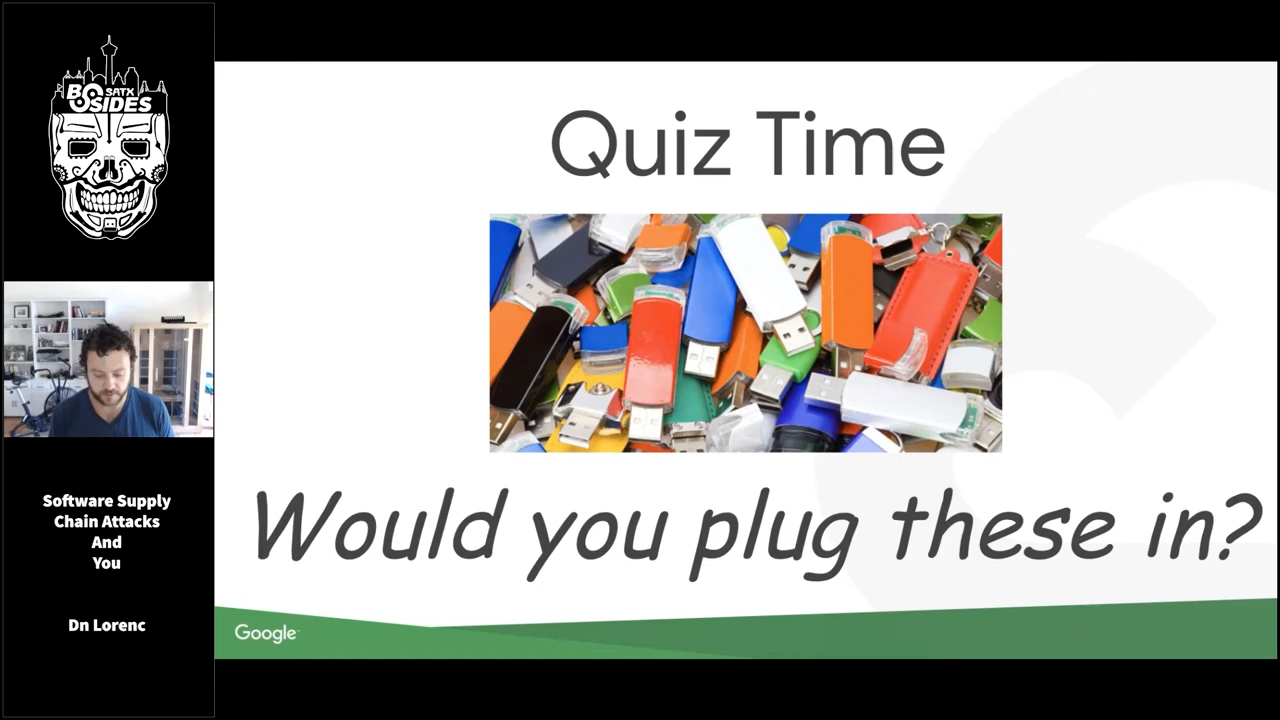 BSIDES
SATX
Software Supply
Chain Attacks
And
You
Dn Lorenc
Quiz Time
Would you plug these in?
Google